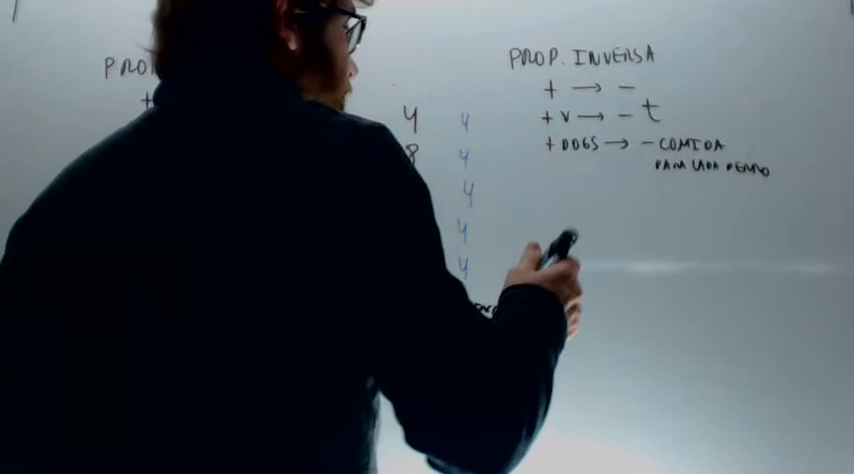 PRO
+
4 4
8 4
4
4
4
PROP. INVERSA
+ → -
+ V → - t
+ DOGS → - COMIDA
PARA CADA PERRO